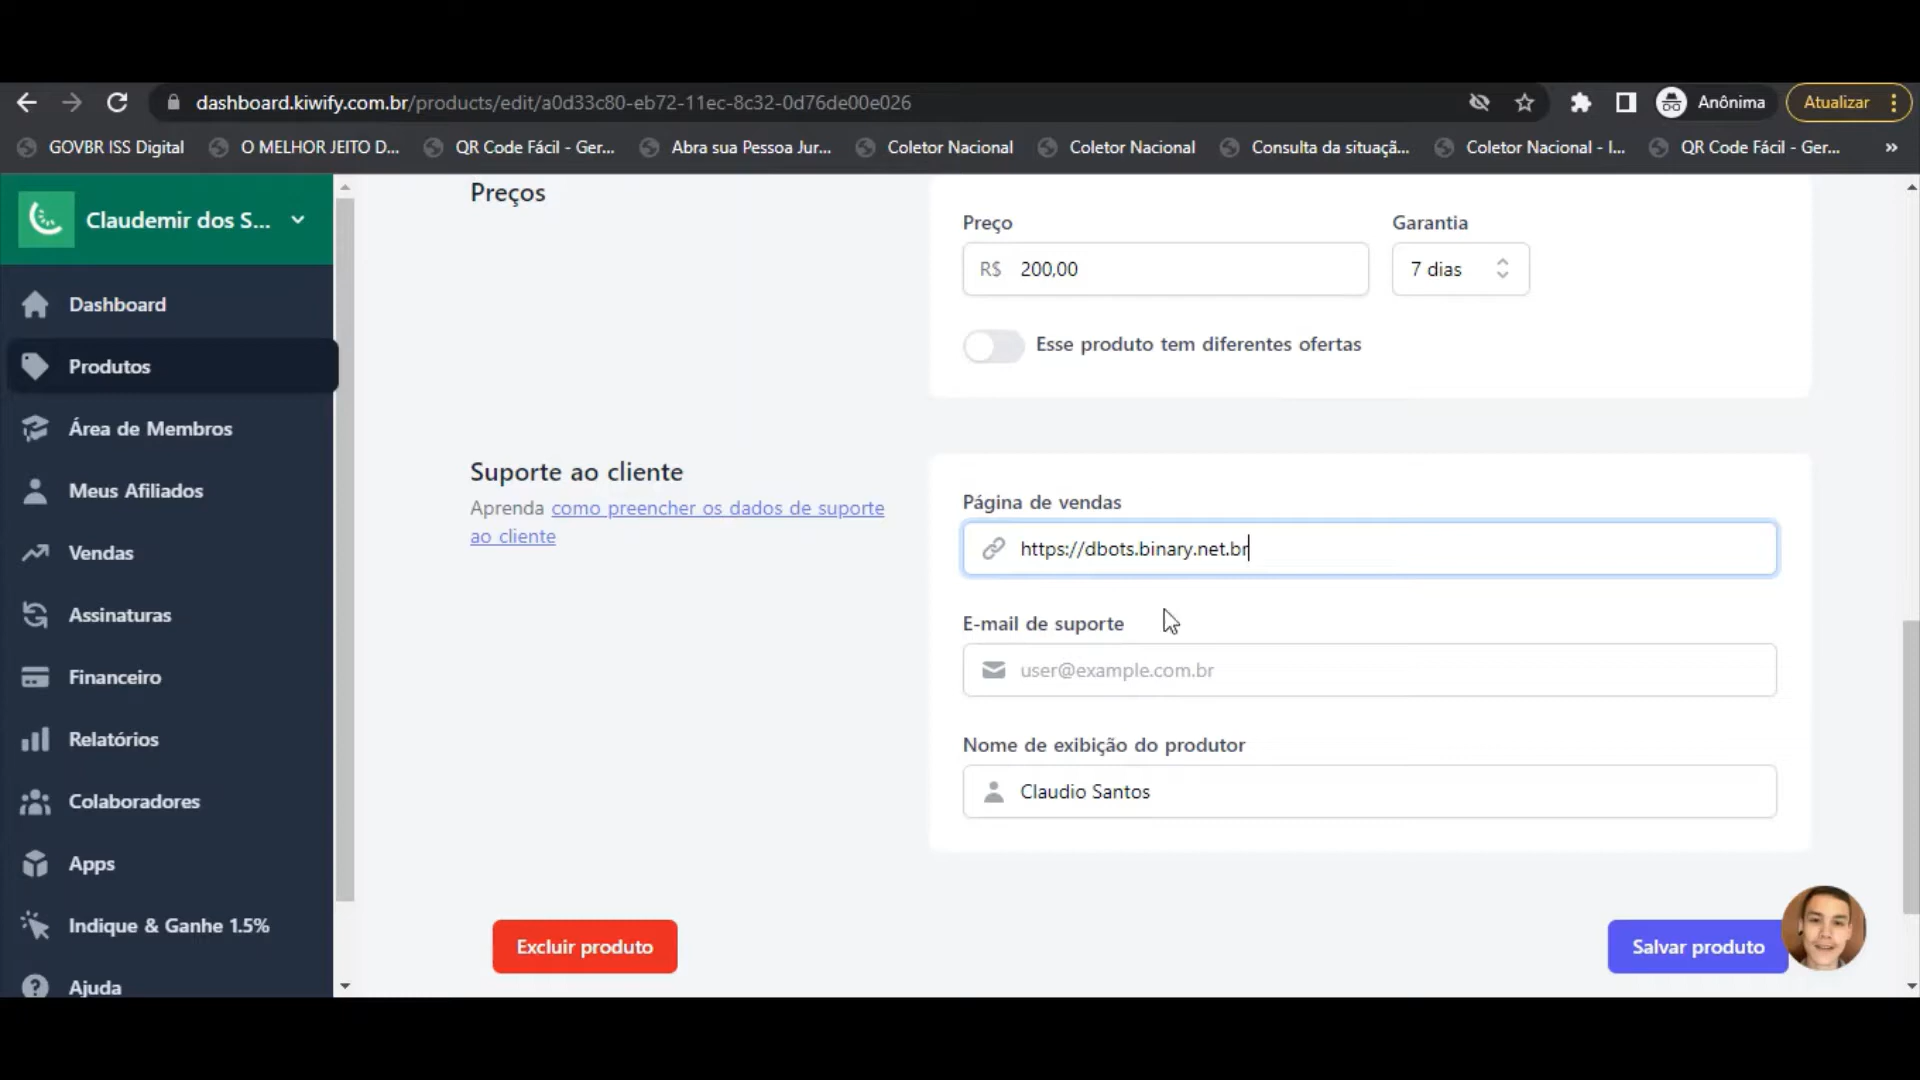 dashboard.kiwify.com.br/products/edit/a0d33c80-eb72-11ec-8c32-0d76de00e026
Anônima
Atualizar
GOVBR ISS Digital
O MELHOR JEITO D...
QR Code Fácil - Ger...
Abra sua Pessoa Jur...
Coletor Nacional
Coletor Nacional
Consulta da situaçã...
Coletor Nacional - I...
QR Code Fácil - Ger...
»
Claudemir dos S...
Dashboard
Produtos
Área de Membros
Meus Afiliados
Vendas
Assinaturas
Financeiro
Relatórios
Colaboradores
Apps
Indique & Ganhe 1.5%
Ajuda
Preços
Preço
R$ 200,00
Garantia
7 dias
Esse produto tem diferentes ofertas
Suporte ao cliente
Aprenda como preencher os dados de suporte
ao cliente
Página de vendas
https://dbots.binary.net.br
E-mail de suporte
user@example.com.br
Nome de exibição do produtor
Claudio Santos
Excluir produto
Salvar produto